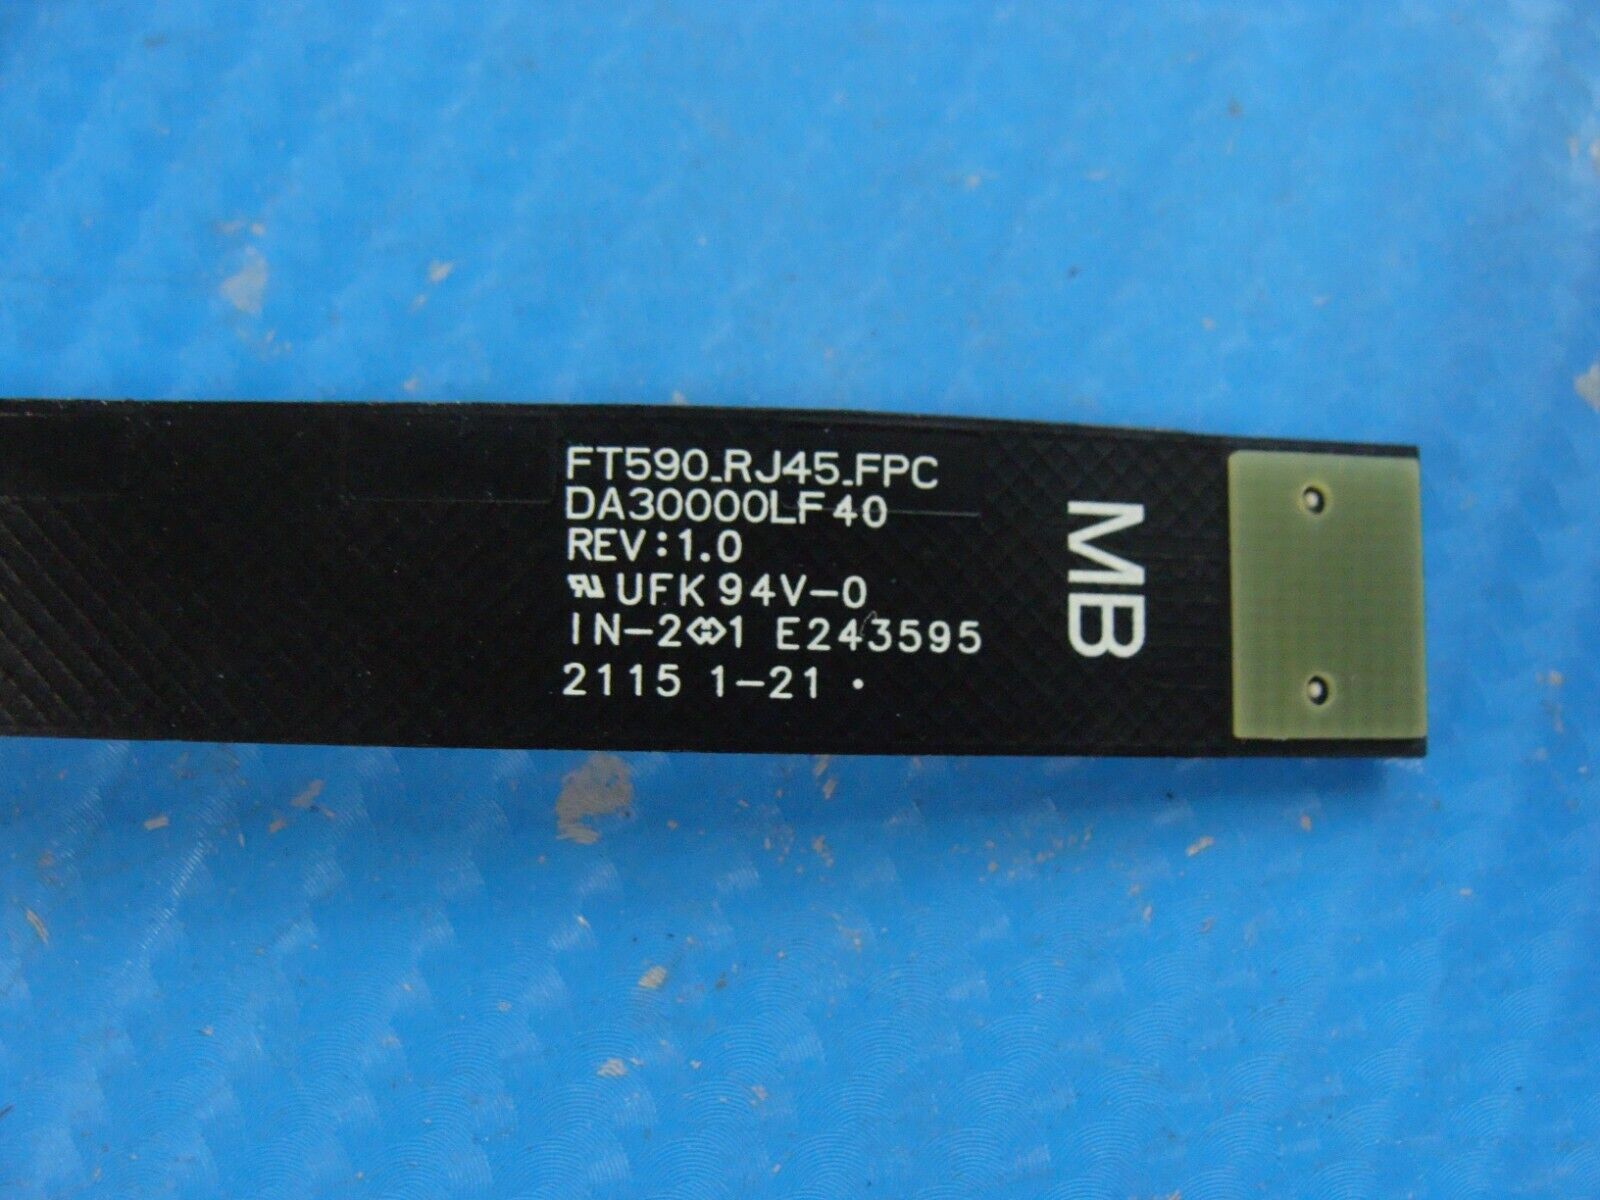 FT590_RJ45_FPC
DA30000LF40
REV:1.0
UFK 94V-0
IN-2⇔1 E243595
2115 1-21 •
MB